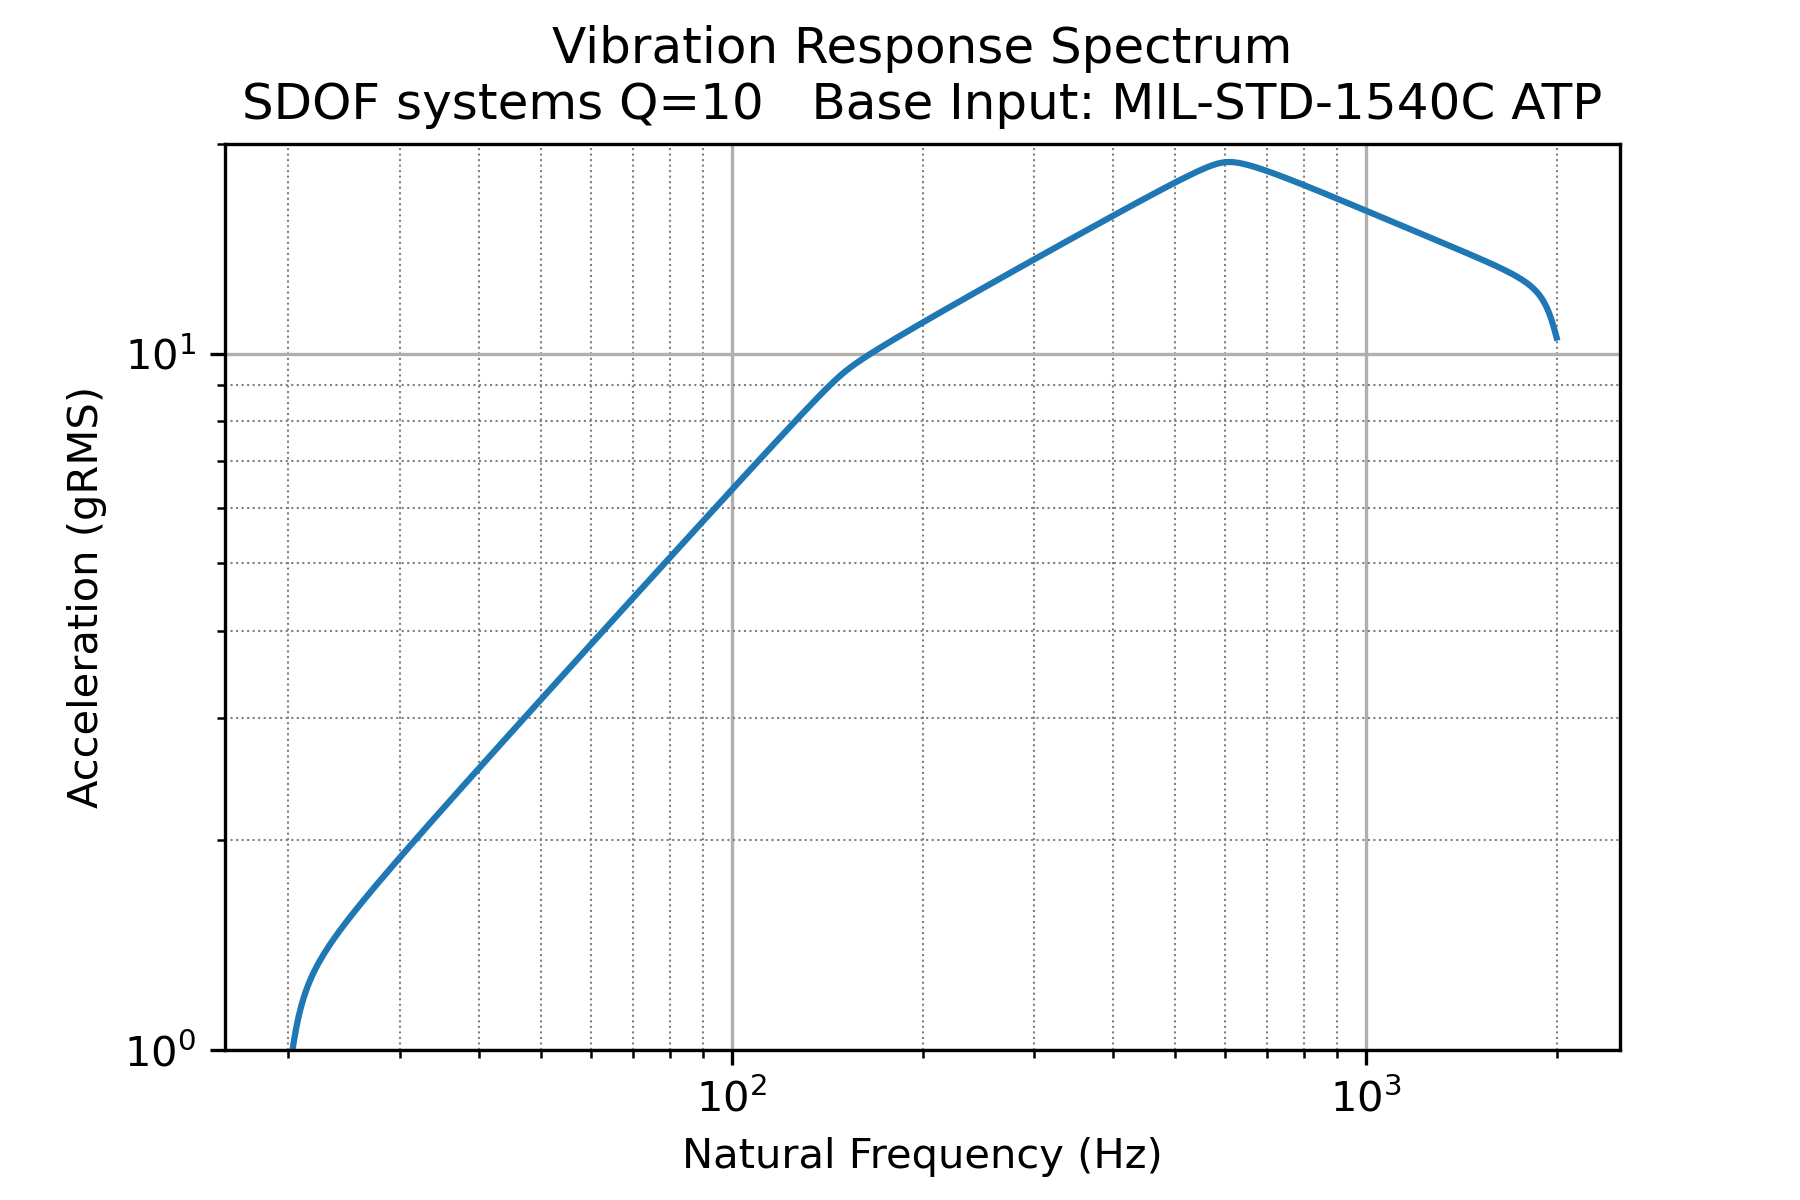 Vibration Response Spectrum
SDOF systems Q=10   Base Input: MIL-STD-1540C ATP
Acceleration (gRMS)
10¹
10⁰
10² 10³
Natural Frequency (Hz)